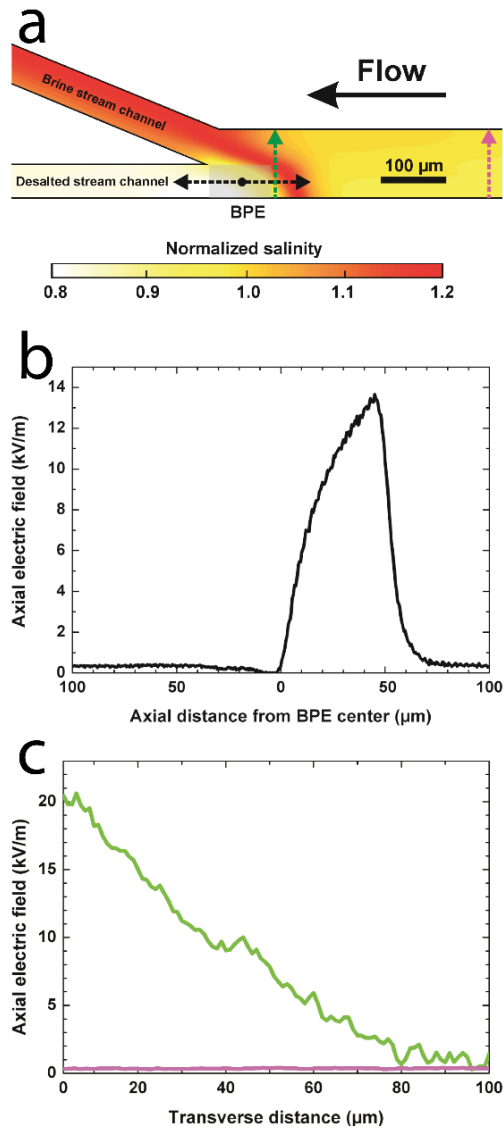 a
Brine stream channel
Flow
Desalted stream channel
100 µm
BPE
Normalized salinity
0.8 0.9 1.0 1.1 1.2
b
Axial electric field (kV/m)
14
12
10
8
6
4
2
0
100 50 0 50 100
Axial distance from BPE center (µm)
c
Axial electric field (kV/m)
20
15
10
5
0
0 20 40 60 80 100
Transverse distance (µm)